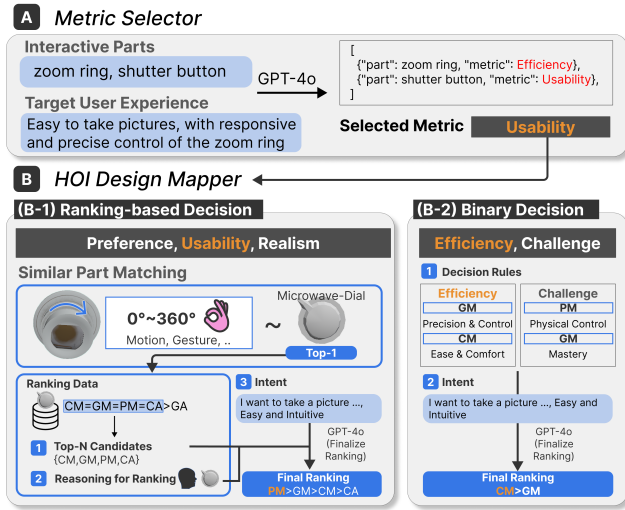 A Metric Selector
Interactive Parts
zoom ring, shutter button
Target User Experience
Easy to take pictures, with responsive
and precise control of the zoom ring
GPT-4o
[
{"part": zoom ring, "metric": Efficiency},
{"part": shutter button, "metric": Usability},
]
Selected Metric Usability
B HOI Design Mapper
(B-1) Ranking-based Decision
Preference, Usability, Realism
Similar Part Matching
0°~360°
Motion, Gesture, ..
~
Microwave-Dial
Top-1
Ranking Data
CM=GM=PM=CA>GA
1 Top-N Candidates
{CM,GM,PM,CA}
2 Reasoning for Ranking
3 Intent
I want to take a picture ...,
Easy and Intuitive
GPT-4o
(Finalize
Ranking)
Final Ranking
PM>GM>CM>CA
(B-2) Binary Decision
Efficiency, Challenge
1 Decision Rules
Efficiency
GM
Precision & Control
CM
Ease & Comfort
Challenge
PM
Physical Control
GM
Mastery
2 Intent
I want to take a picture ..., Easy and
Intuitive
GPT-4o
(Finalize
Ranking)
Final Ranking
CM>GM